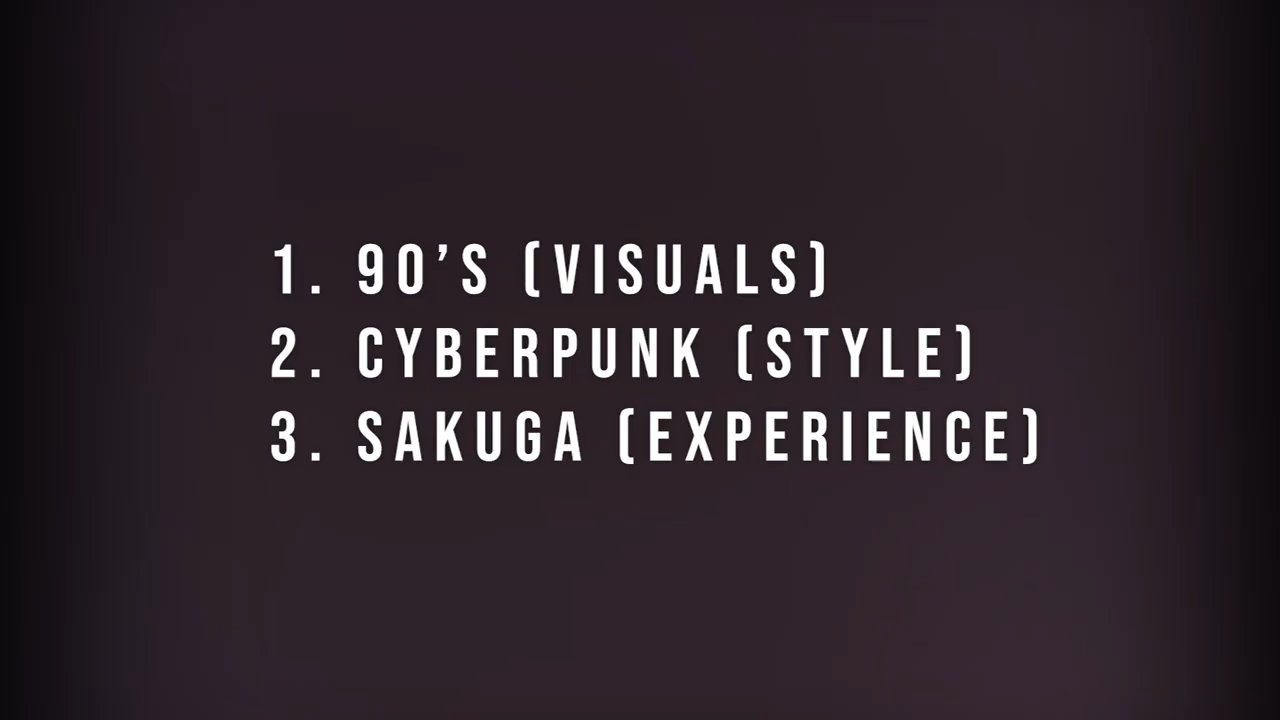 1. 90’S (VISUALS)
2. CYBERPUNK (STYLE)
3. SAKUGA (EXPERIENCE)